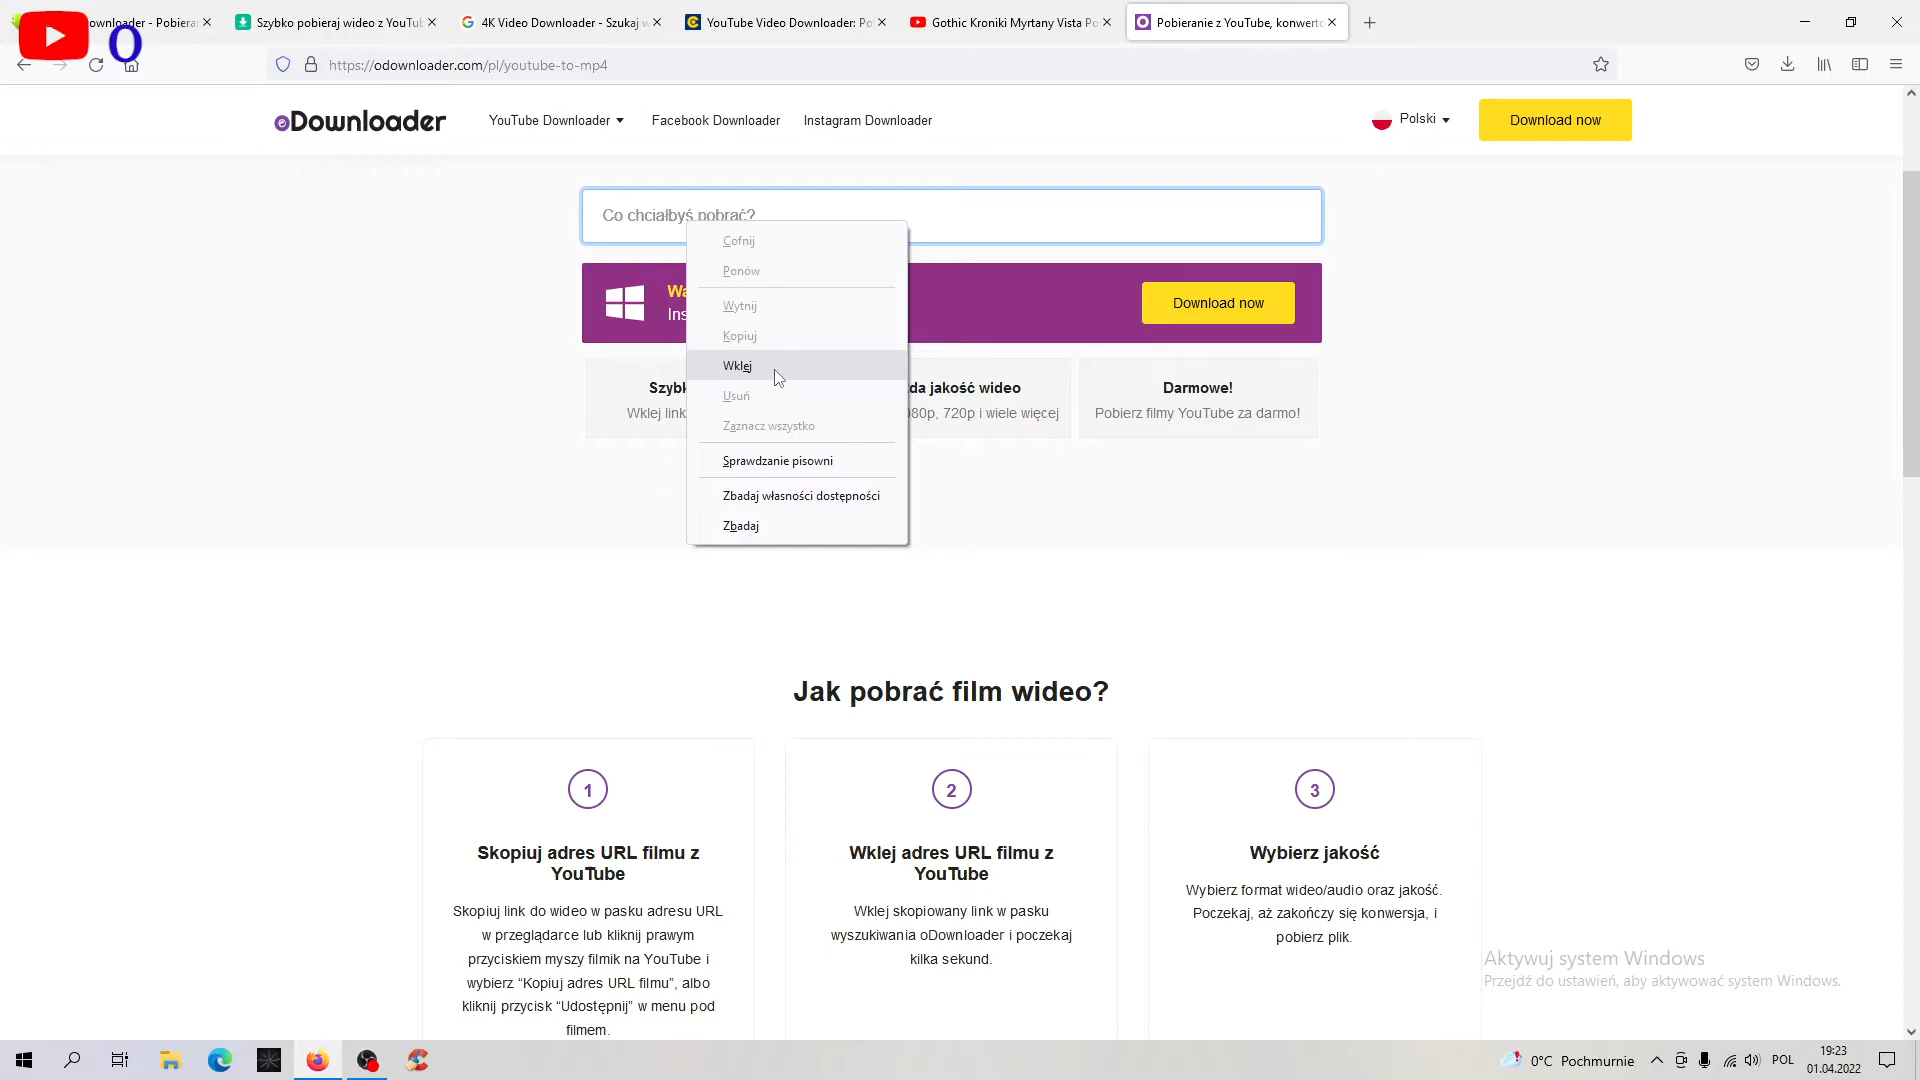 ownloader - Pobieran
Szybko pobieraj wideo z YouTub
4K Video Downloader - Szukaj w
YouTube Video Downloader: Po
Gothic Kroniki Myrtany Vista Po
Pobieranie z YouTube, konwerto
O
https://odownloader.com/pl/youtube-to-mp4
oDownloader
YouTube Downloader
Facebook Downloader
Instagram Downloader
Polski
Download now
Co chciałbyś pobrać?
Cofnij
Ponów
Wytnij
Kopiuj
Wklej
Usuń
Zaznacz wszystko
Sprawdzanie pisowni
Zbadaj własności dostępności
Zbadaj
Download now
Szybk
Wklej link
da jakość wideo
080p, 720p i wiele więcej
Darmowe!
Pobierz filmy YouTube za darmo!
Jak pobrać film wideo?
1
Skopiuj adres URL filmu z
YouTube
Skopiuj link do wideo w pasku adresu URL
w przeglądarce lub kliknij prawym
przyciskiem myszy filmik na YouTube i
wybierz “Kopiuj adres URL filmu”, albo
kliknij przycisk “Udostępnij” w menu pod
filmem.
2
Wklej adres URL filmu z
YouTube
Wklej skopiowany link w pasku
wyszukiwania oDownloader i poczekaj
kilka sekund.
3
Wybierz jakość
Wybierz format wideo/audio oraz jakość.
Poczekaj, aż zakończy się konwersja, i
pobierz plik.
Aktywuj system Windows
Przejdź do ustawień, aby aktywować system Windows.
0°C Pochmurnie
POL
19:23
01.04.2022